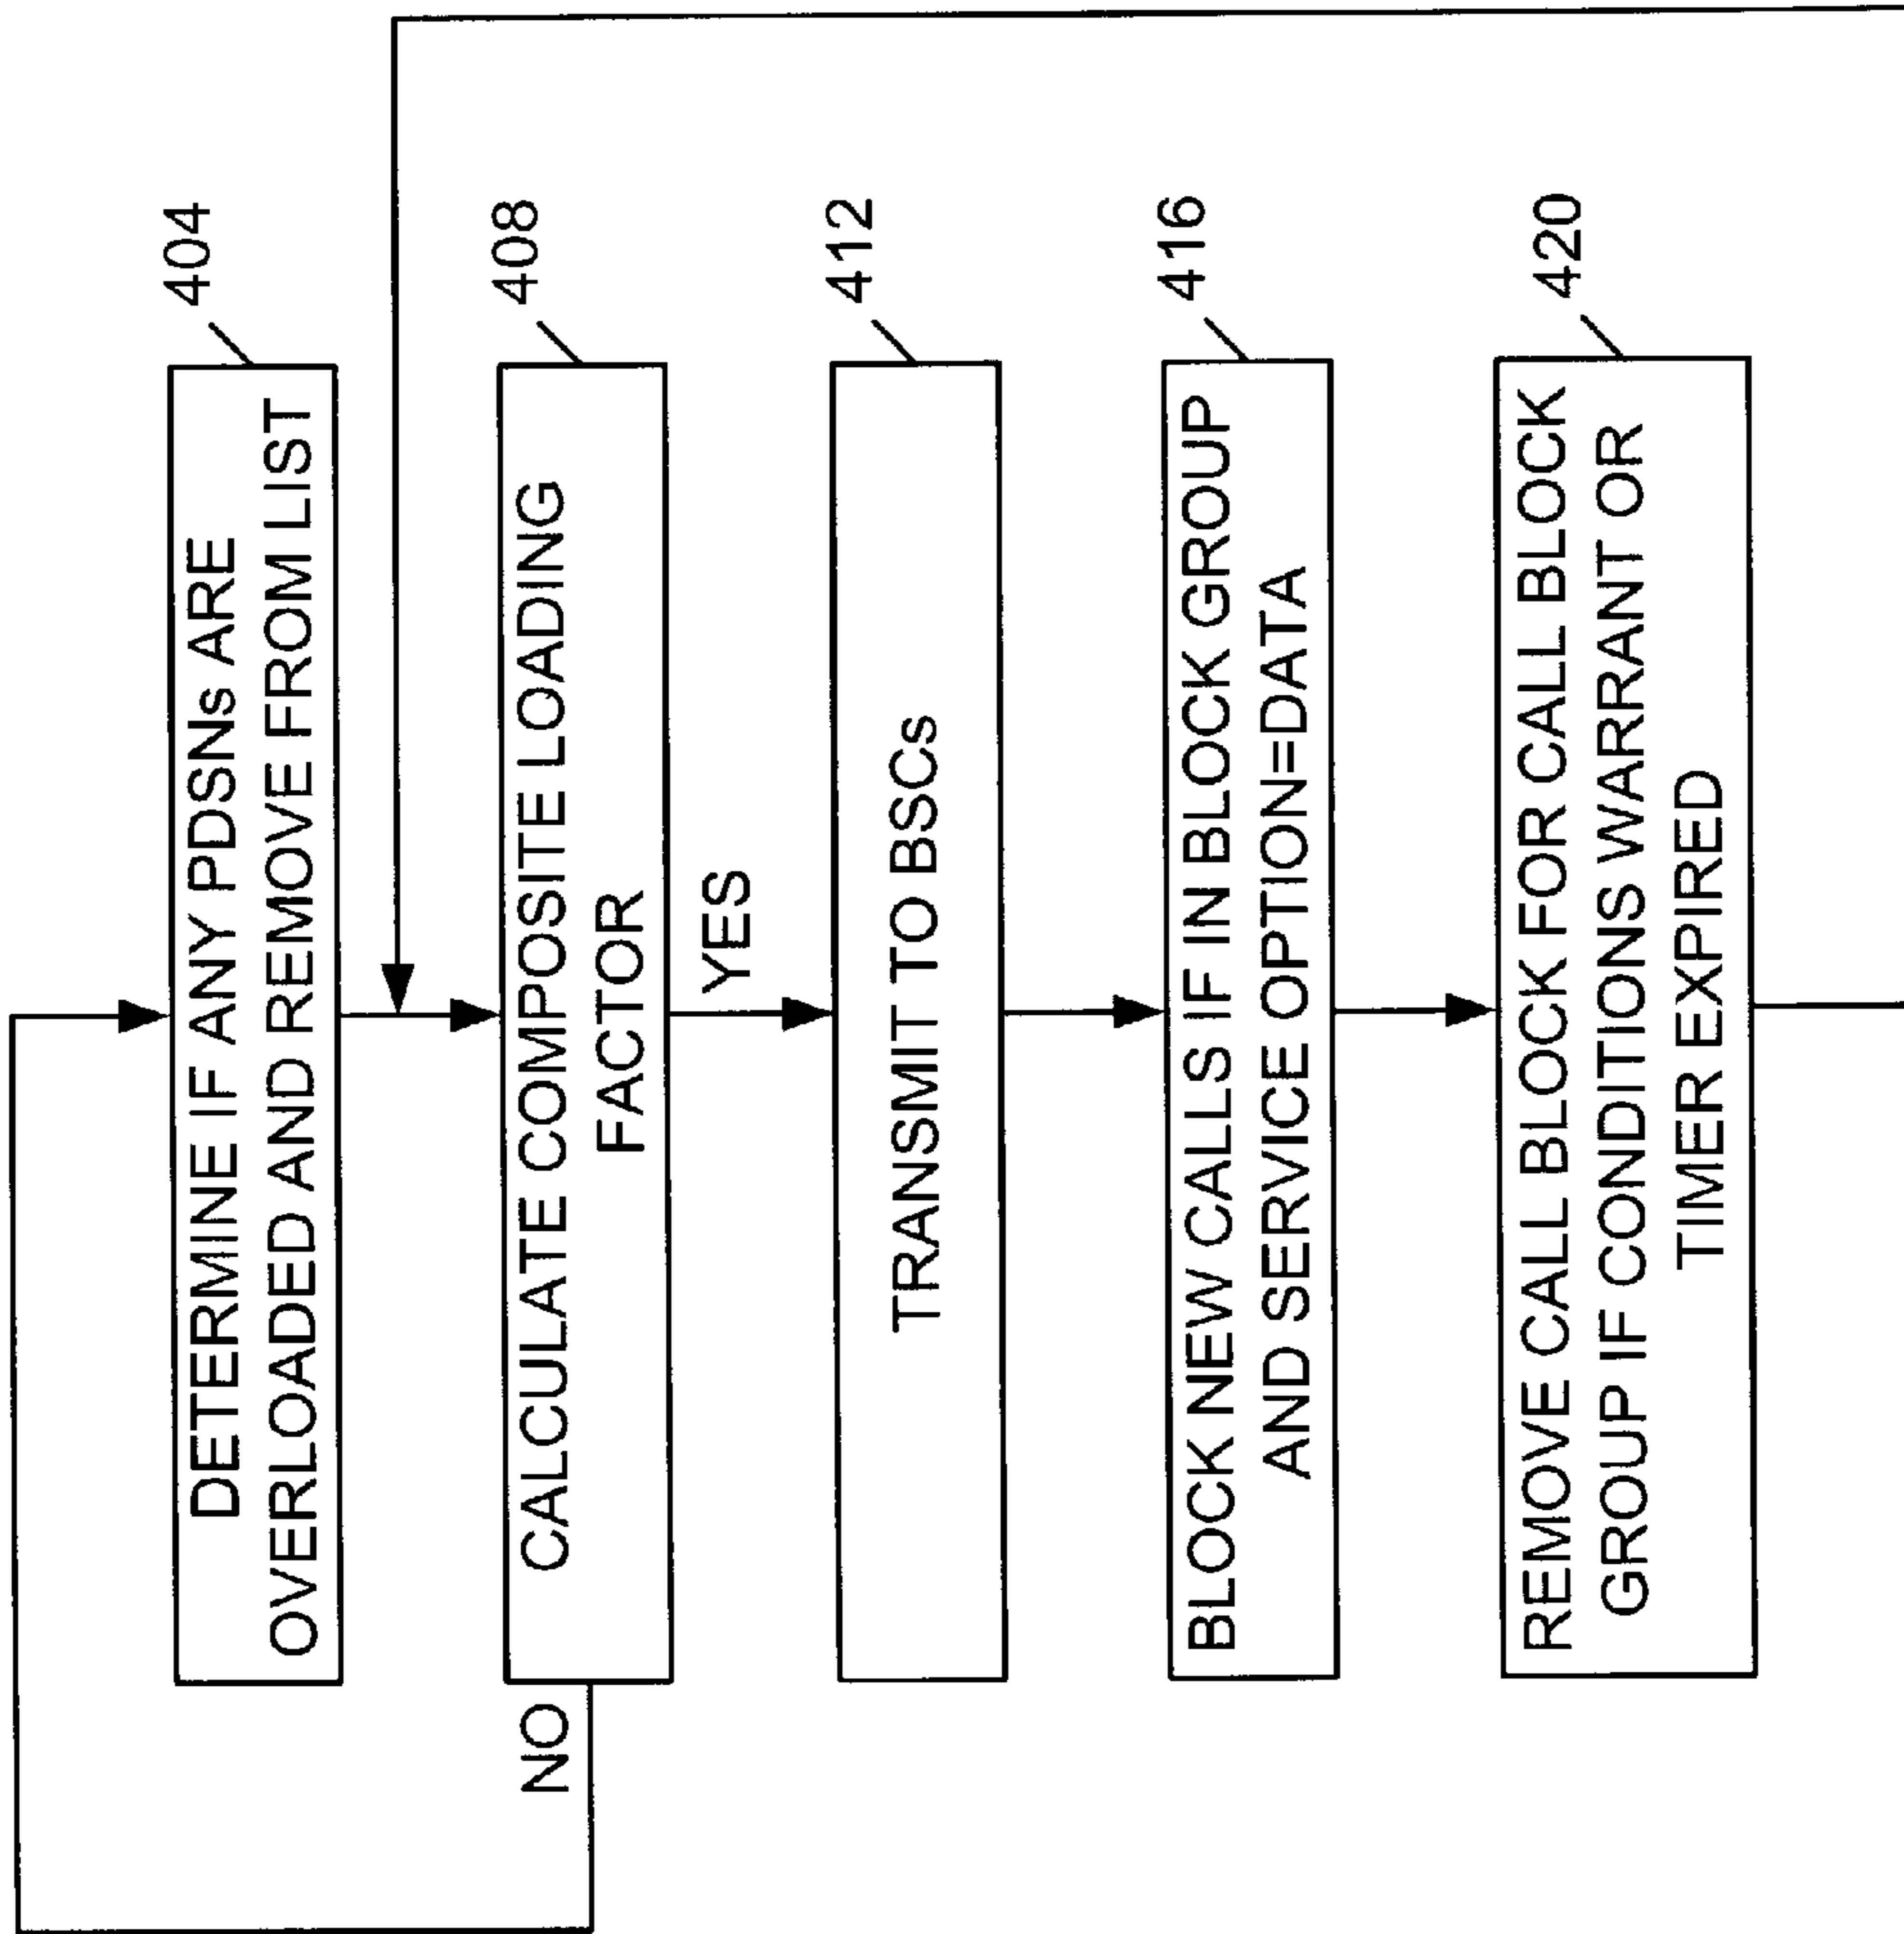 404
DETERMINE IF ANY PDSNs ARE
OVERLOADED AND REMOVE FROM LIST
408
CALCULATE COMPOSITE LOADING
FACTOR
NO
YES
412
TRANSMIT TO BSCs
416
BLOCK NEW CALLS IF IN BLOCK GROUP
AND SERVICE OPTION=DATA
420
REMOVE CALL BLOCK FOR CALL BLOCK
GROUP IF CONDITIONS WARRANT OR
TIMER EXPIRED